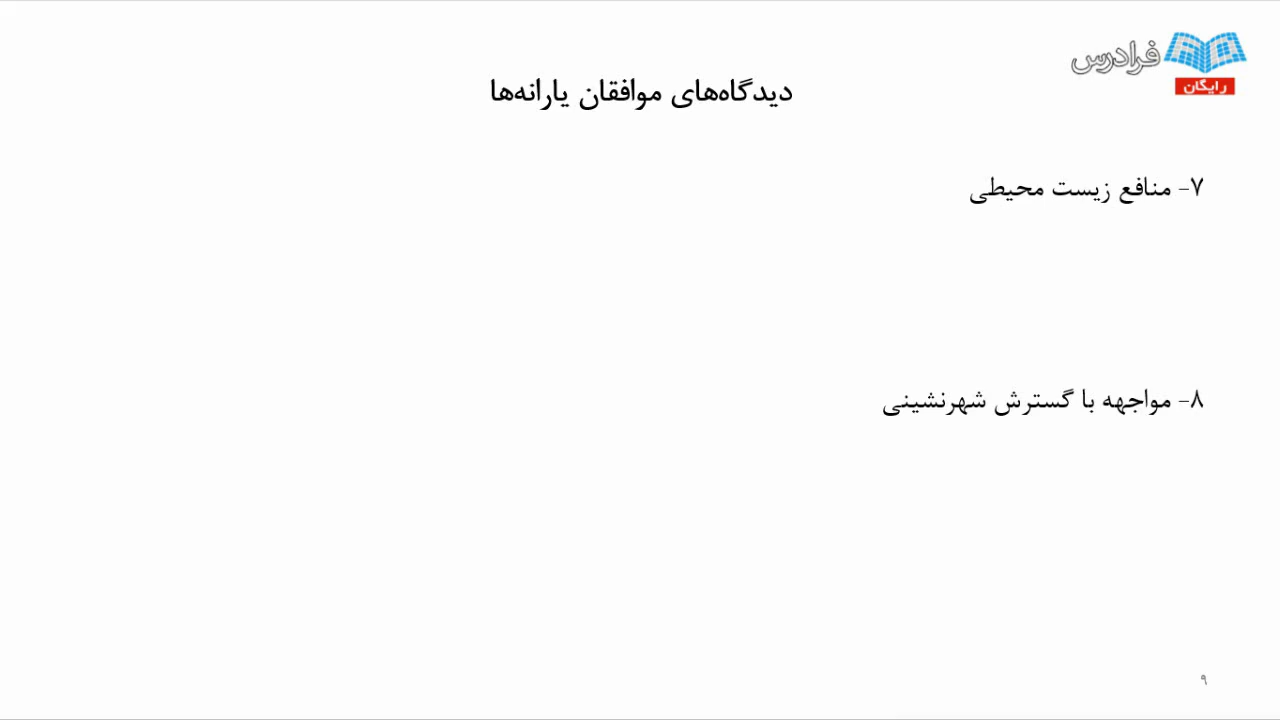 فرادرس
رایگان
دیدگاه‌های موافقان یارانه‌ها
۷- منافع زیست محیطی
۸- مواجهه با گسترش شهرنشینی
۹